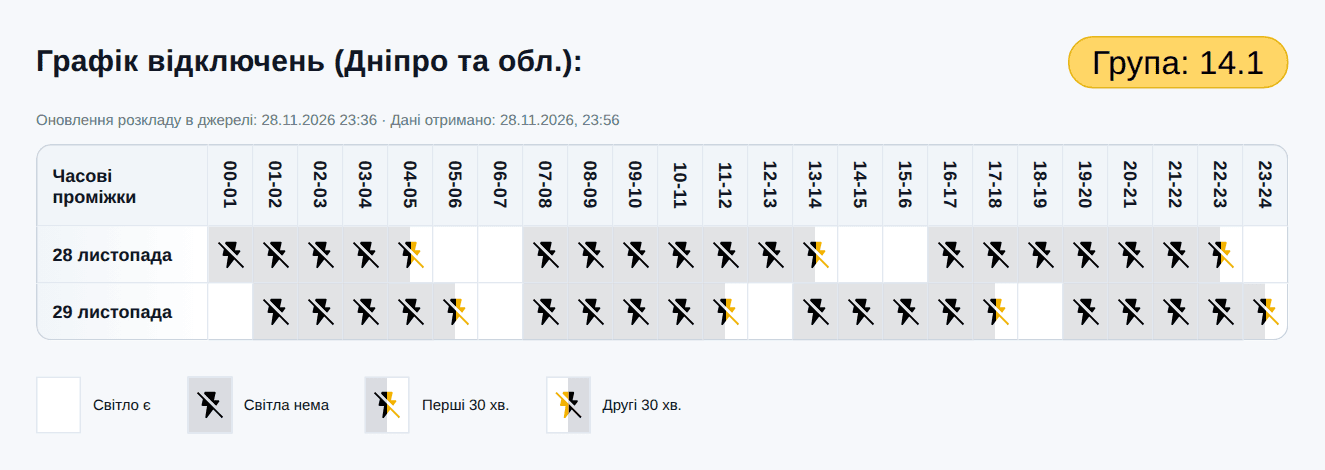 Графік відключень (Дніпро та обл.):
Група: 14.1
Оновлення розкладу в джерелі: 28.11.2026 23:36 · Дані отримано: 28.11.2026, 23:56
Часові
проміжки
00-01
01-02
02-03
03-04
04-05
05-06
06-07
07-08
08-09
09-10
10-11
11-12
12-13
13-14
14-15
15-16
16-17
17-18
18-19
19-20
20-21
21-22
22-23
23-24
28 листопада
29 листопада
Світло є
Світла нема
Перші 30 хв.
Другі 30 хв.